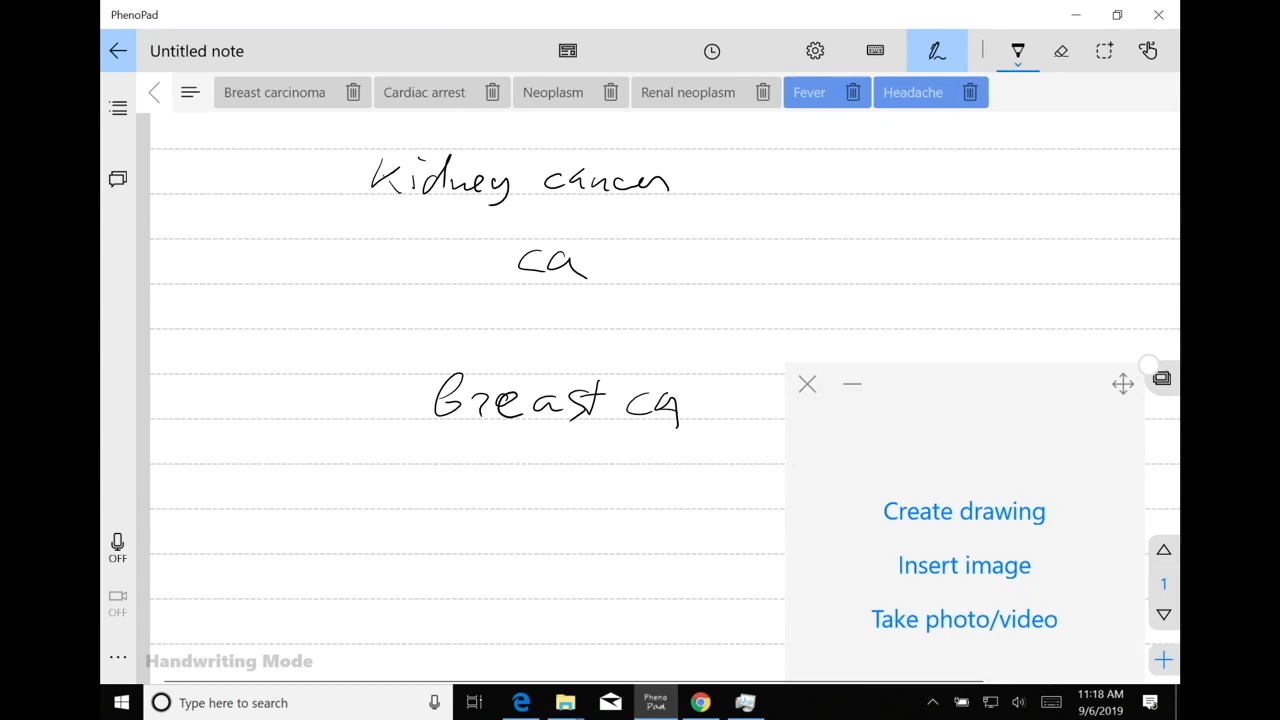 PhenoPad
Untitled note
Breast carcinoma
Cardiac arrest
Neoplasm
Renal neoplasm
Fever
Headache
Kidney cancer
ca
Breast ca
Create drawing
Insert image
Take photo/video
OFF
OFF
1
Handwriting Mode
Type here to search
Pheno
Pad
11:18 AM
9/6/2019